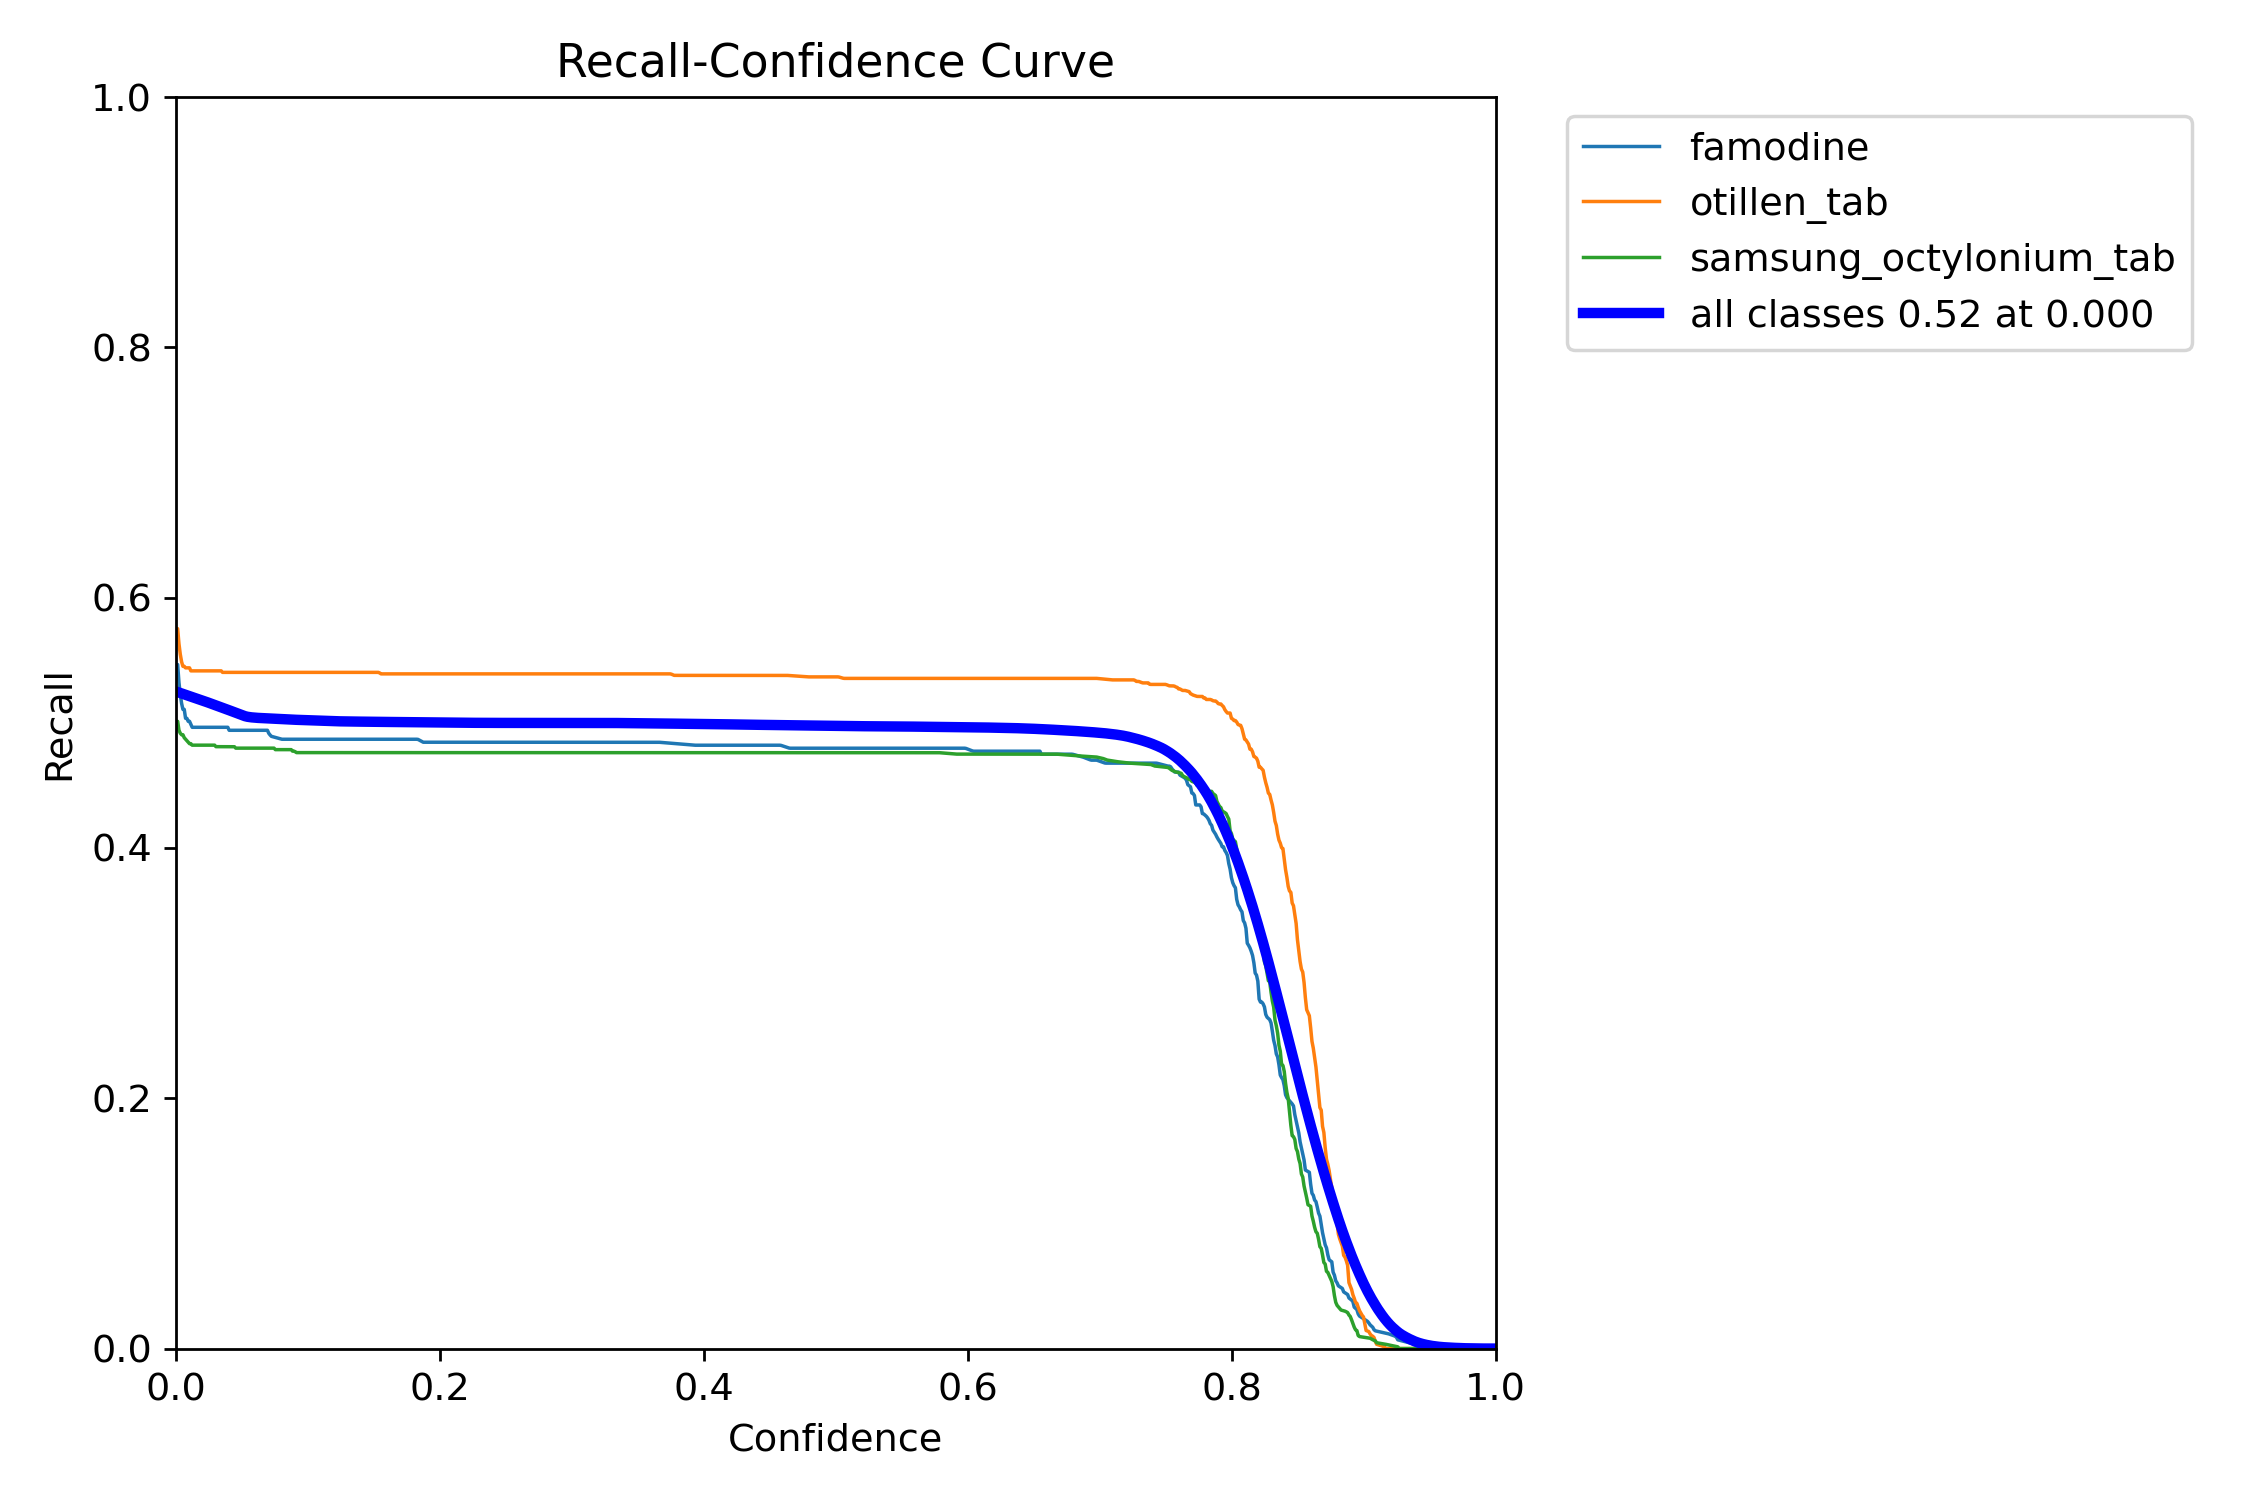 Recall-Confidence Curve
1.0
0.8
0.6
0.4
0.2
0.0
Recall
0.0 0.2 0.4 0.6 0.8 1.0
Confidence
famodine
otillen_tab
samsung_octylonium_tab
all classes 0.52 at 0.000